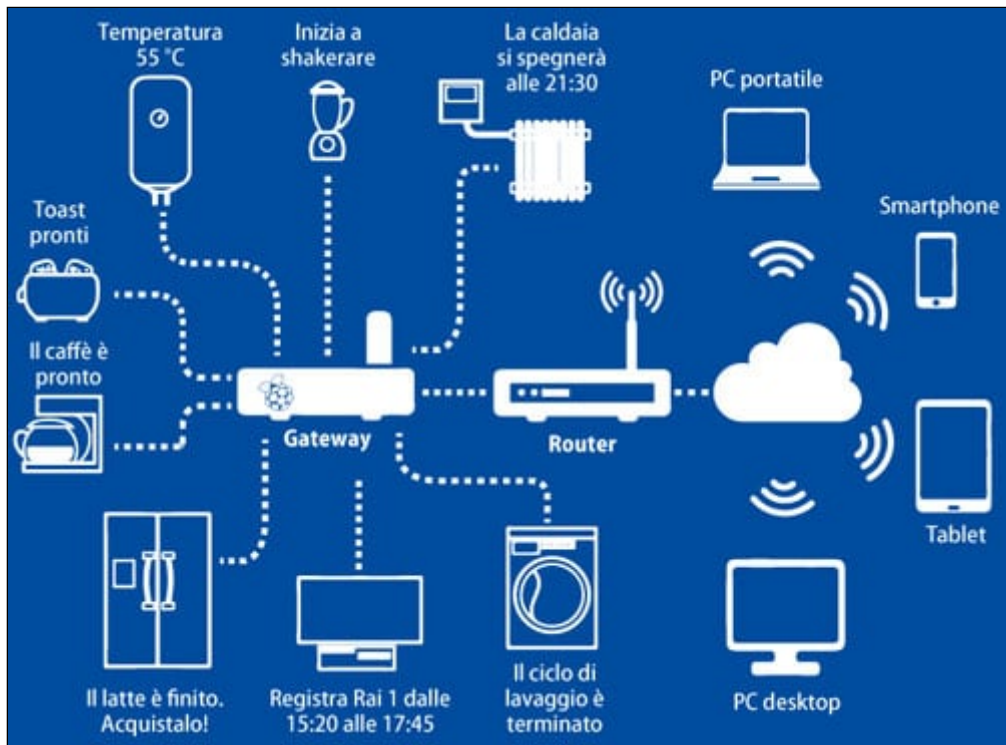 Temperatura
55 °C
Inizia a
shakerare
La caldaia
si spegnerà
alle 21:30
PC portatile
Smartphone
Toast
pronti
Il caffè è
pronto
Gateway
Router
Tablet
Il latte è finito.
Acquistalo!
Registra Rai 1 dalle
15:20 alle 17:45
Il ciclo di
lavaggio è
terminato
PC desktop